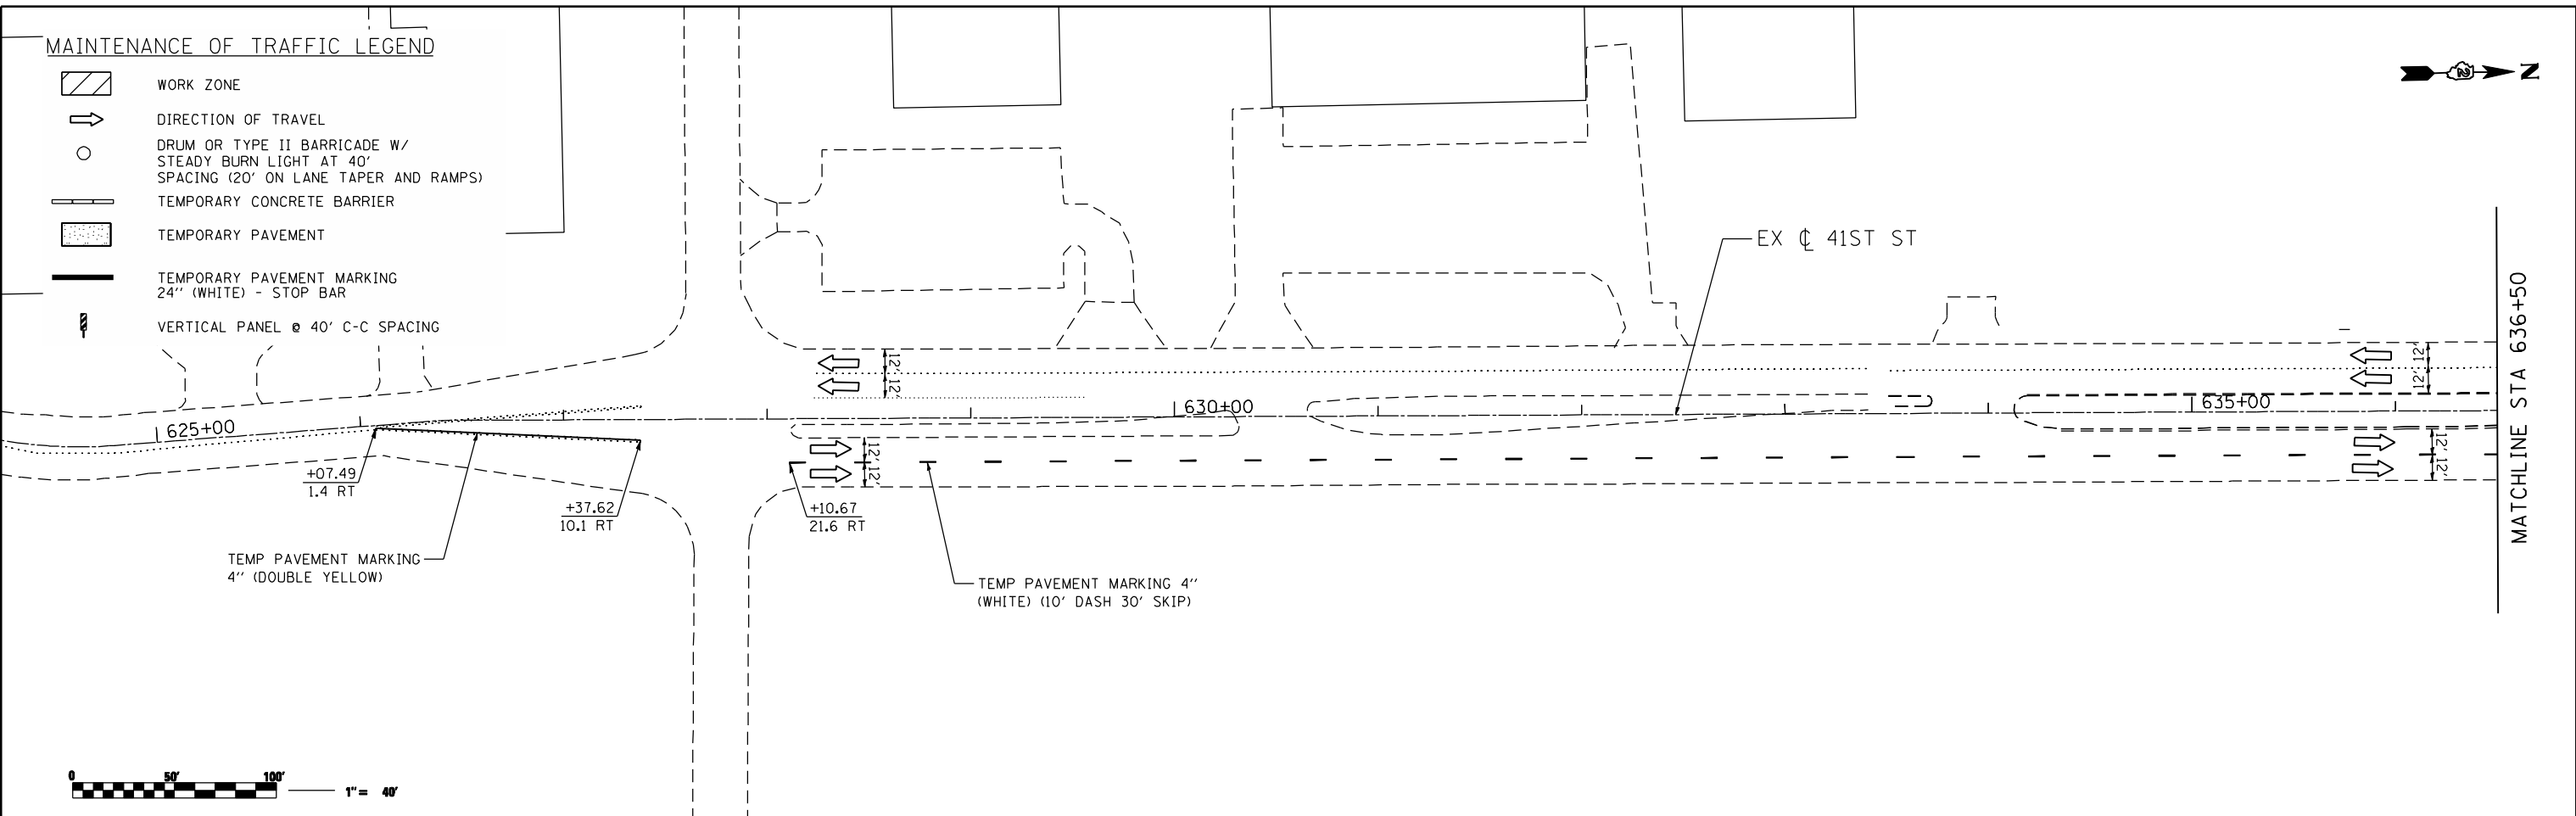 MAINTENANCE OF TRAFFIC LEGEND
WORK ZONE
DIRECTION OF TRAVEL
DRUM OR TYPE II BARRICADE W/
STEADY BURN LIGHT AT 40'
SPACING (20' ON LANE TAPER AND RAMPS)
TEMPORARY CONCRETE BARRIER
TEMPORARY PAVEMENT
TEMPORARY PAVEMENT MARKING
24" (WHITE) - STOP BAR
VERTICAL PANEL @ 40' C-C SPACING
N
EX ℄ 41ST ST
MATCHLINE STA 636+50
12'
12'
12'
12'
625+00
630+00
635+00
12'
12'
12'
12'
+07.49
1.4 RT
+37.62
10.1 RT
+10.67
21.6 RT
TEMP PAVEMENT MARKING
4" (DOUBLE YELLOW)
TEMP PAVEMENT MARKING 4"
(WHITE) (10' DASH 30' SKIP)
0 50' 100'
1"= 40'